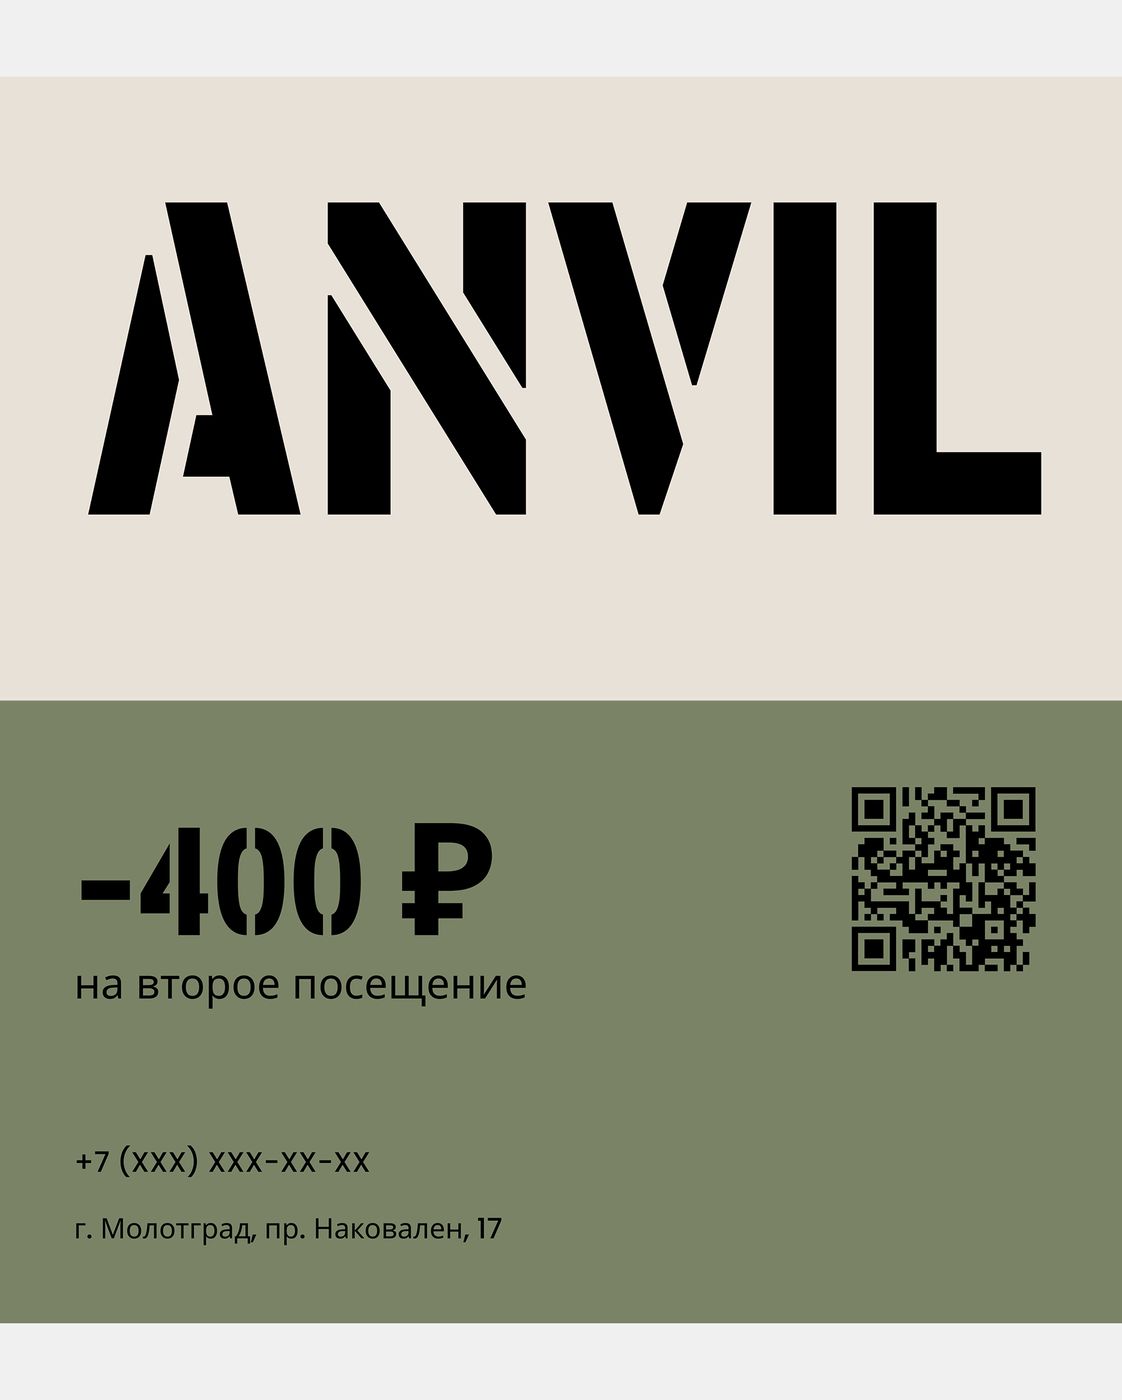 ANVIL
-400 ₽
на второе посещение
+7 (XXX) XXX-XX-XX
г. Молотград, пр. Наковален, 17